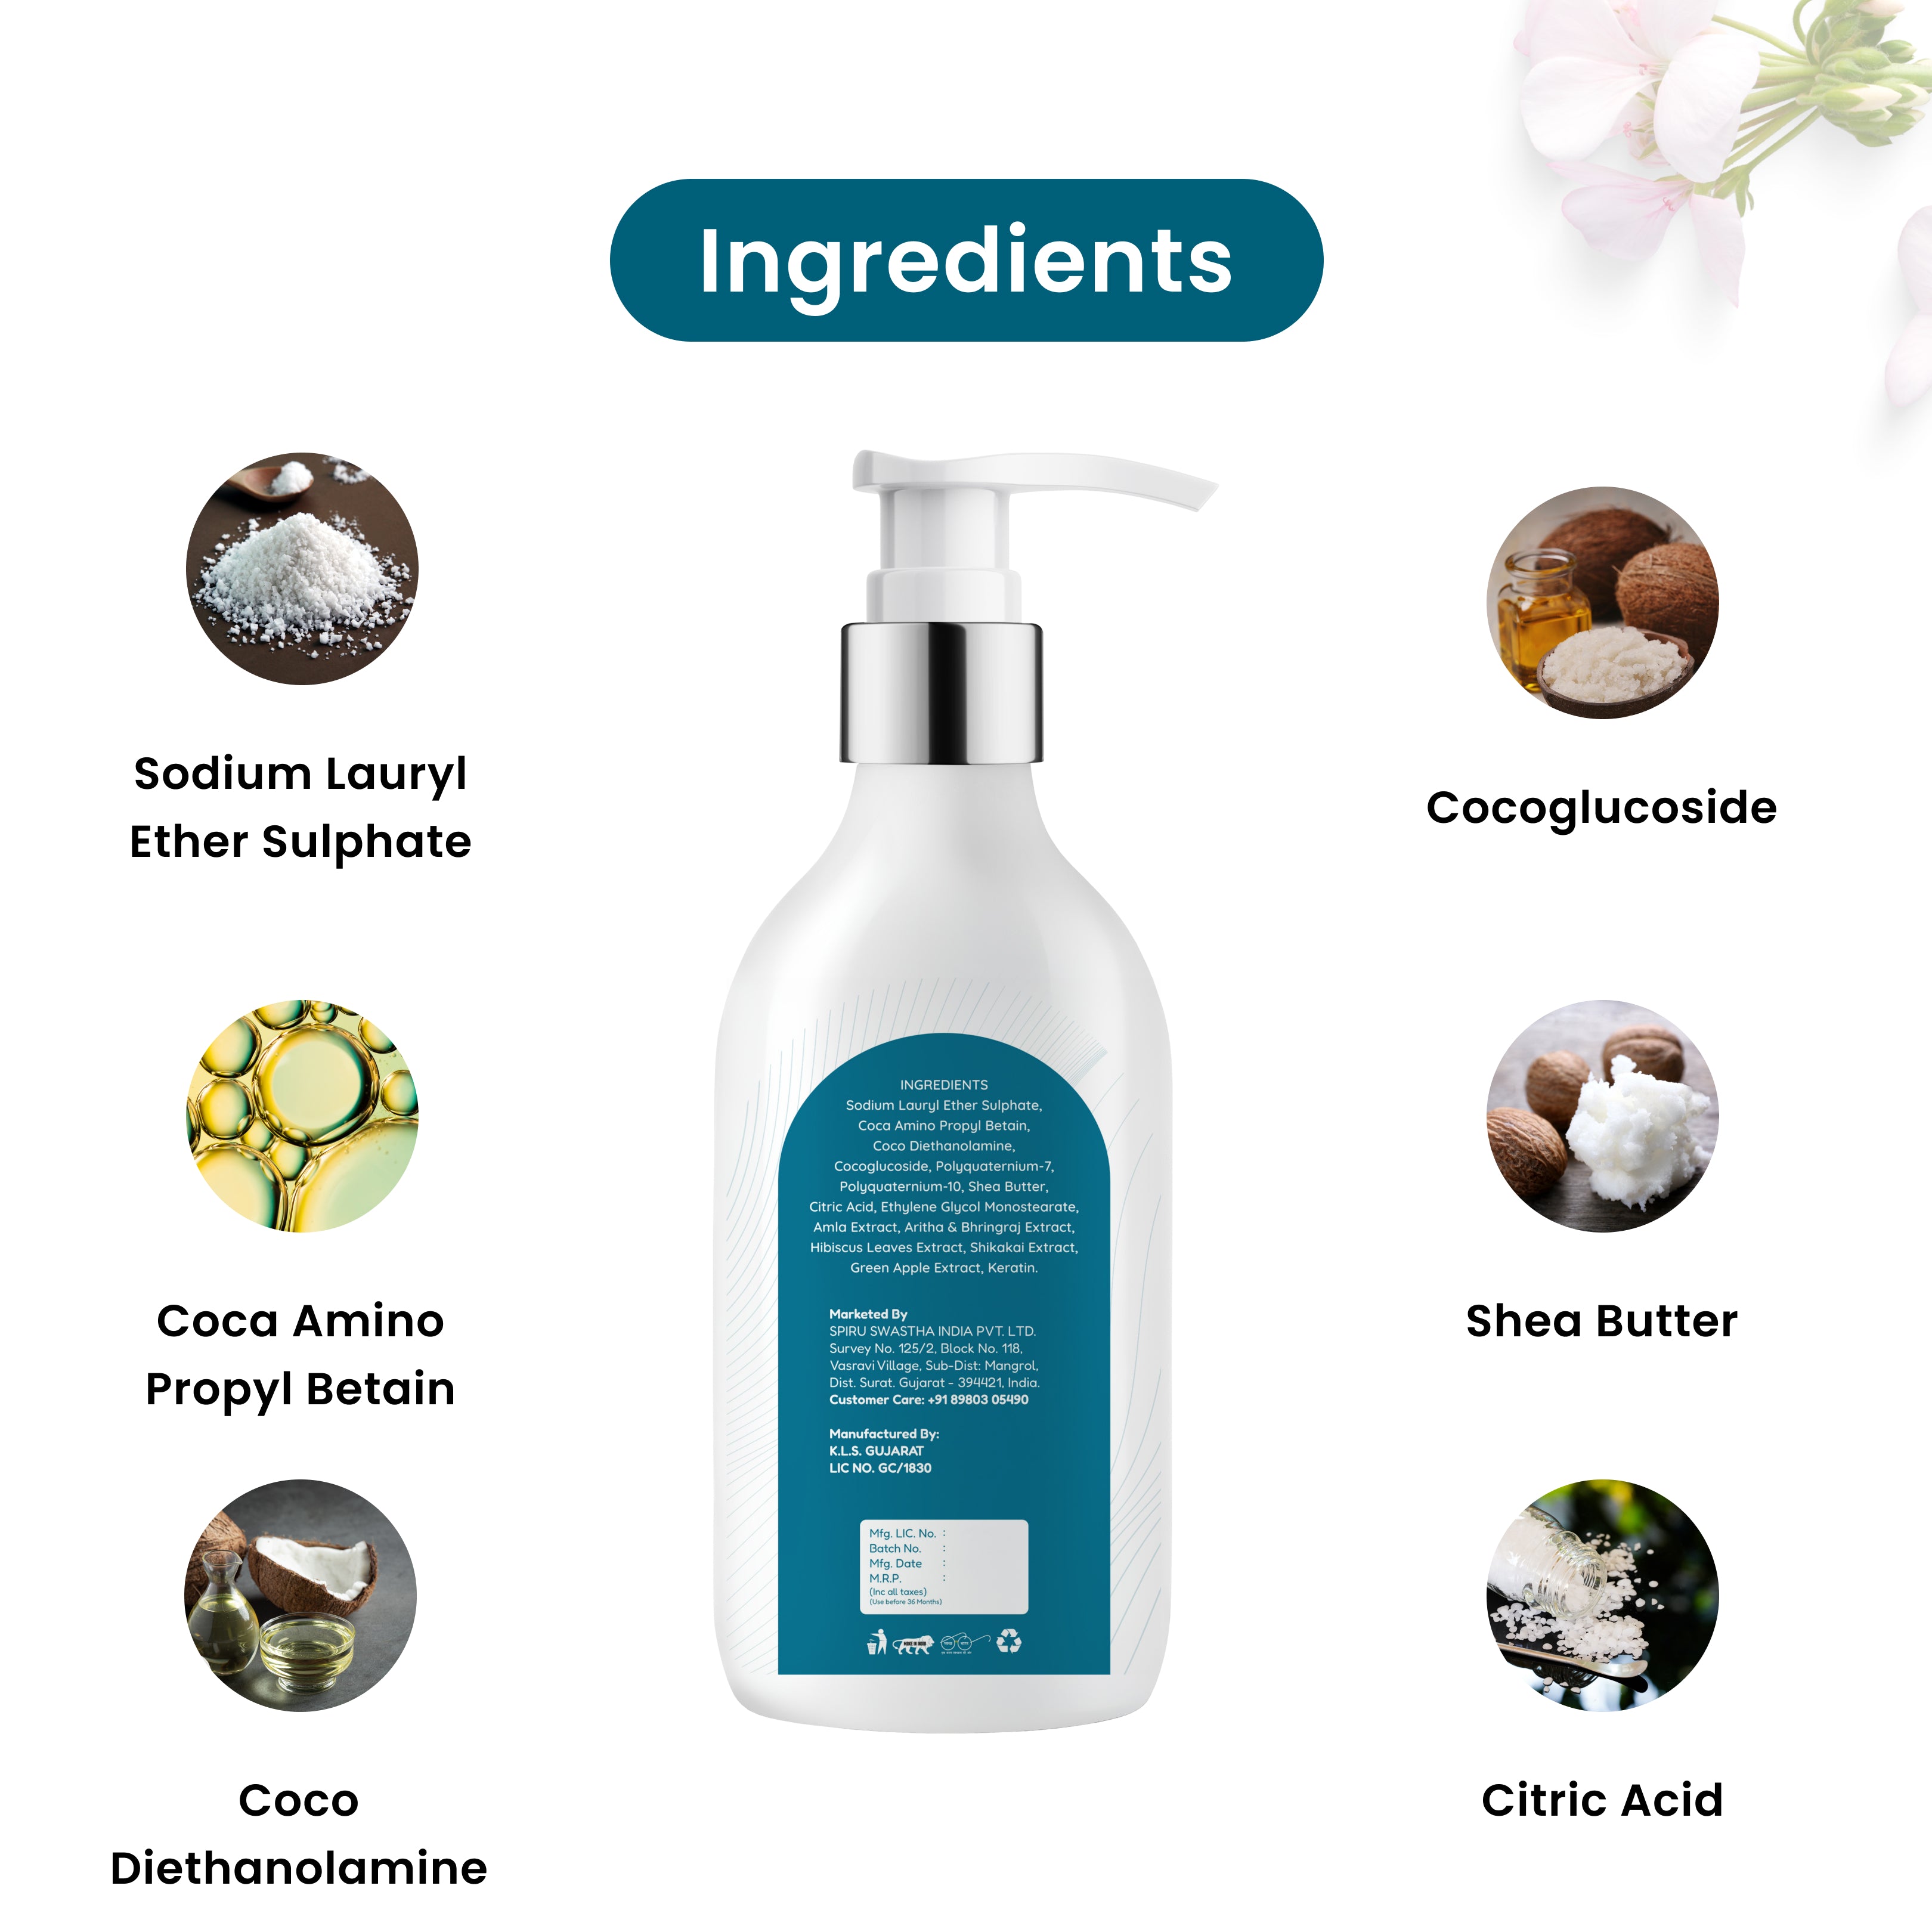 Ingredients
Sodium Lauryl
Ether Sulphate
Cocoglucoside
Coca Amino
Propyl Betain
Shea Butter
Coco
Diethanolamine
Citric Acid
INGREDIENTS
Sodium Lauryl Ether Sulphate,
Coca Amino Propyl Betain,
Coco Diethanolamine,
Cocoglucoside, Polyquaternium-7,
Polyquaternium-10, Shea Butter,
Citric Acid, Ethylene Glycol Monostearate,
Amla Extract, Aritha & Bhringraj Extract,
Hibiscus Leaves Extract, Shikakai Extract,
Green Apple Extract, Keratin.
Marketed By
SPIRU SWASTHA INDIA PVT. LTD.
Survey No. 125/2, Block No. 118,
Vasravi Village, Sub-Dist: Mangrol,
Dist. Surat. Gujarat - 394421, India.
Customer Care: +91 89803 05490
Manufactured By:
K.L.S. GUJARAT
LIC NO. GC/1830
Mfg. LIC. No. :
Batch No. :
Mfg. Date :
M.R.P. :
(Inc all taxes)
(Use before 36 Months)